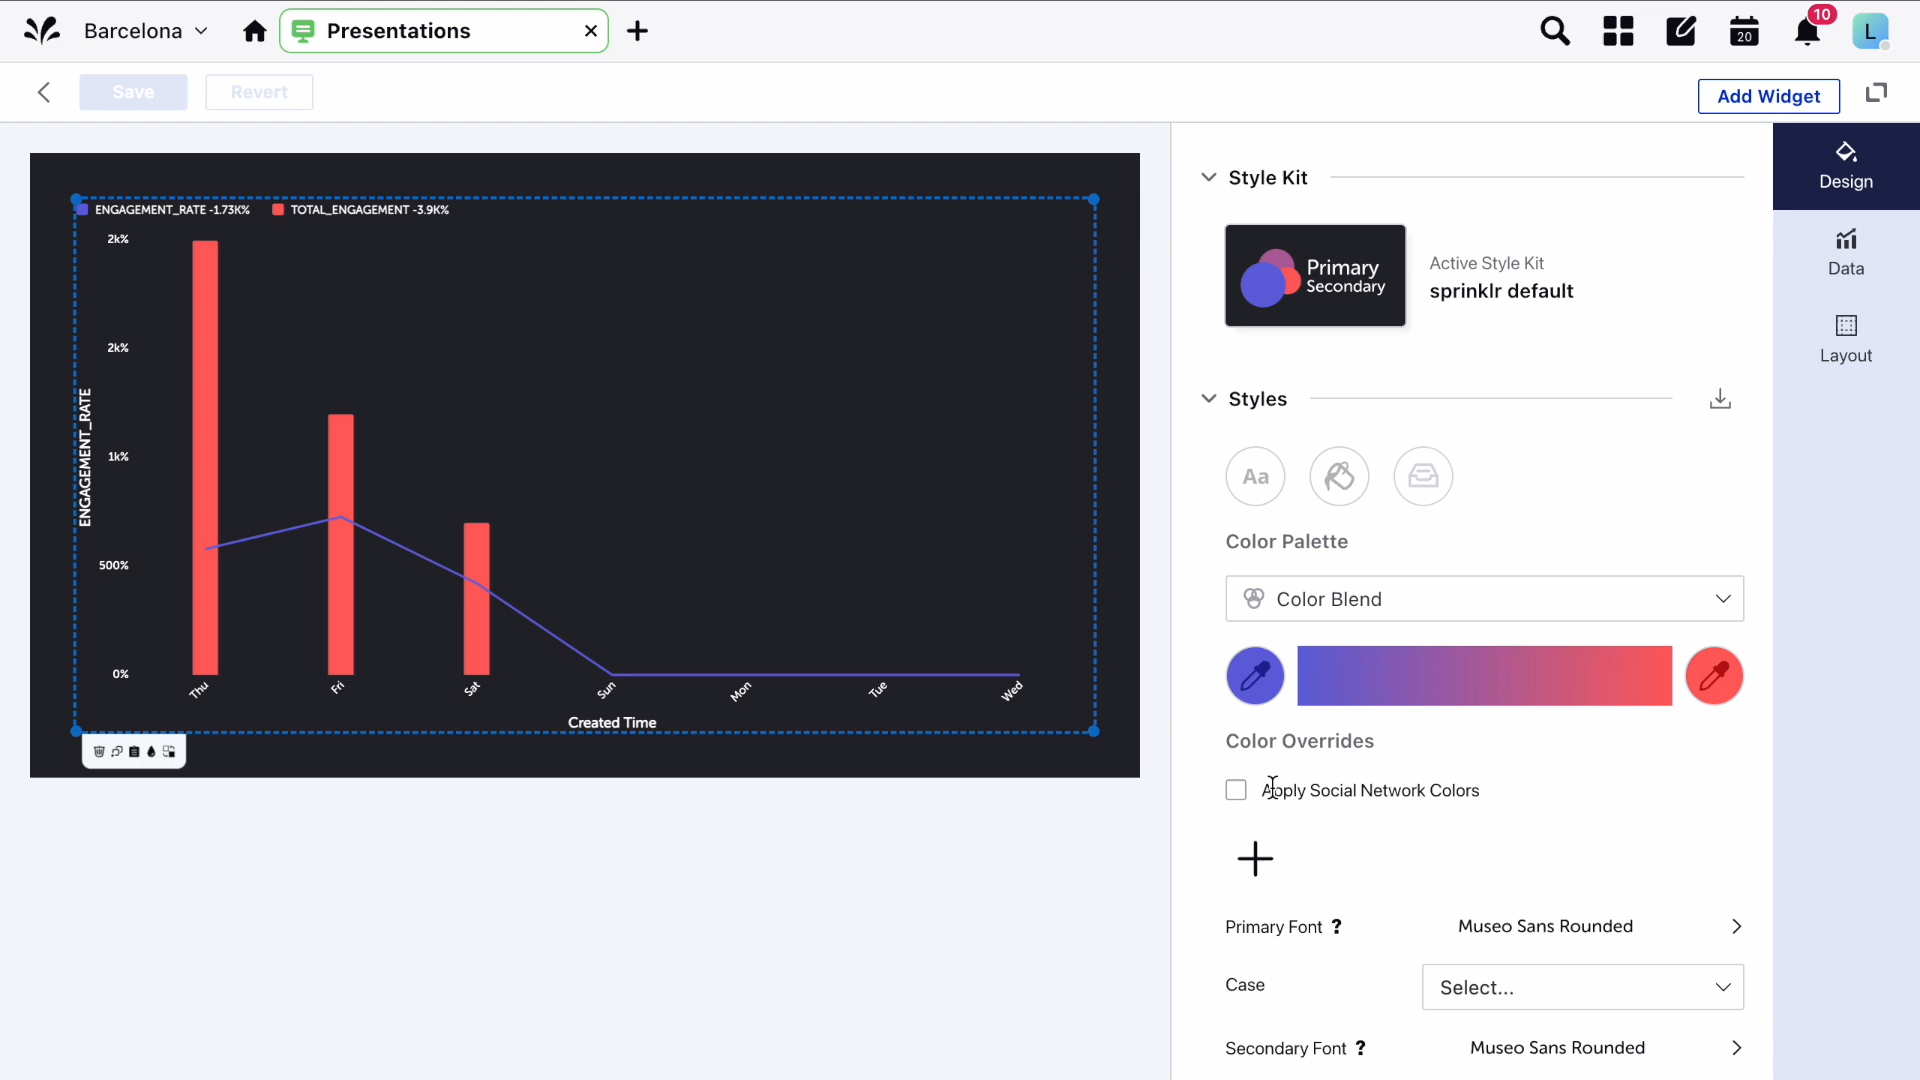 Barcelona
Presentations
20
10
L
Save
Revert
Add Widget
ENGAGEMENT_RATE -1.73K%
TOTAL_ENGAGEMENT -3.9K%
2k%
2k%
1k%
500%
0%
ENGAGEMENT_RATE
Thu
Fri
Sat
Sun
Mon
Tue
Wed
Created Time
Style Kit
Primary
Secondary
Active Style Kit
sprinklr default
Styles
Aa
Color Palette
Color Blend
Color Overrides
Apply Social Network Colors
Primary Font ?
Museo Sans Rounded
Case
Select...
Secondary Font ?
Museo Sans Rounded
Design
Data
Layout